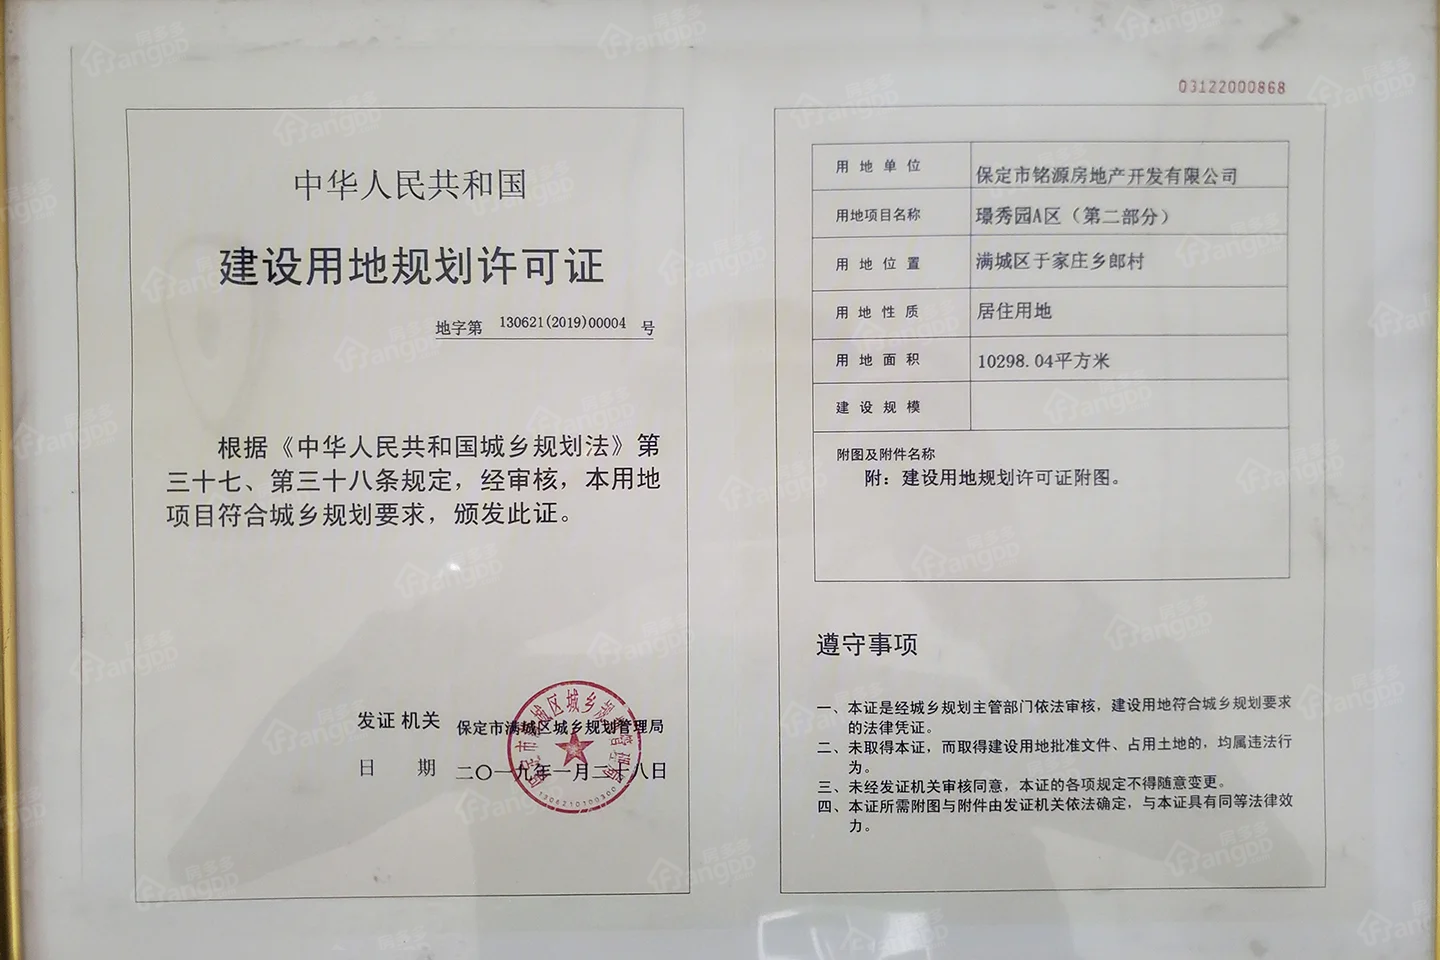 中华人民共和国
建设用地规划许可证
地字第 130621(2019)00004 号
根据《中华人民共和国城乡规划法》第
三十七、第三十八条规定，经审核，本用地
项目符合城乡规划要求，颁发此证。
发证机关 保定市满城区城乡规划管理局
日 期 二〇一九年一月二十八日
03122000868
用地单位 保定市铭源房地产开发有限公司
用地项目名称 璟秀园A区（第二部分）
用地位置 满城区于家庄乡郎村
用地性质 居住用地
用地面积 10298.04平方米
建设规模
附图及附件名称
附：建设用地规划许可证附图。
遵守事项
一、本证是经城乡规划主管部门依法审核，建设用地符合城乡规划要求
的法律凭证。
二、未取得本证，而取得建设用地批准文件、占用土地的，均属违法行
为。
三、未经发证机关审核同意，本证的各项规定不得随意变更。
四、本证所需附图与附件由发证机关依法确定，与本证具有同等法律效
力。
房多多
Fangdd